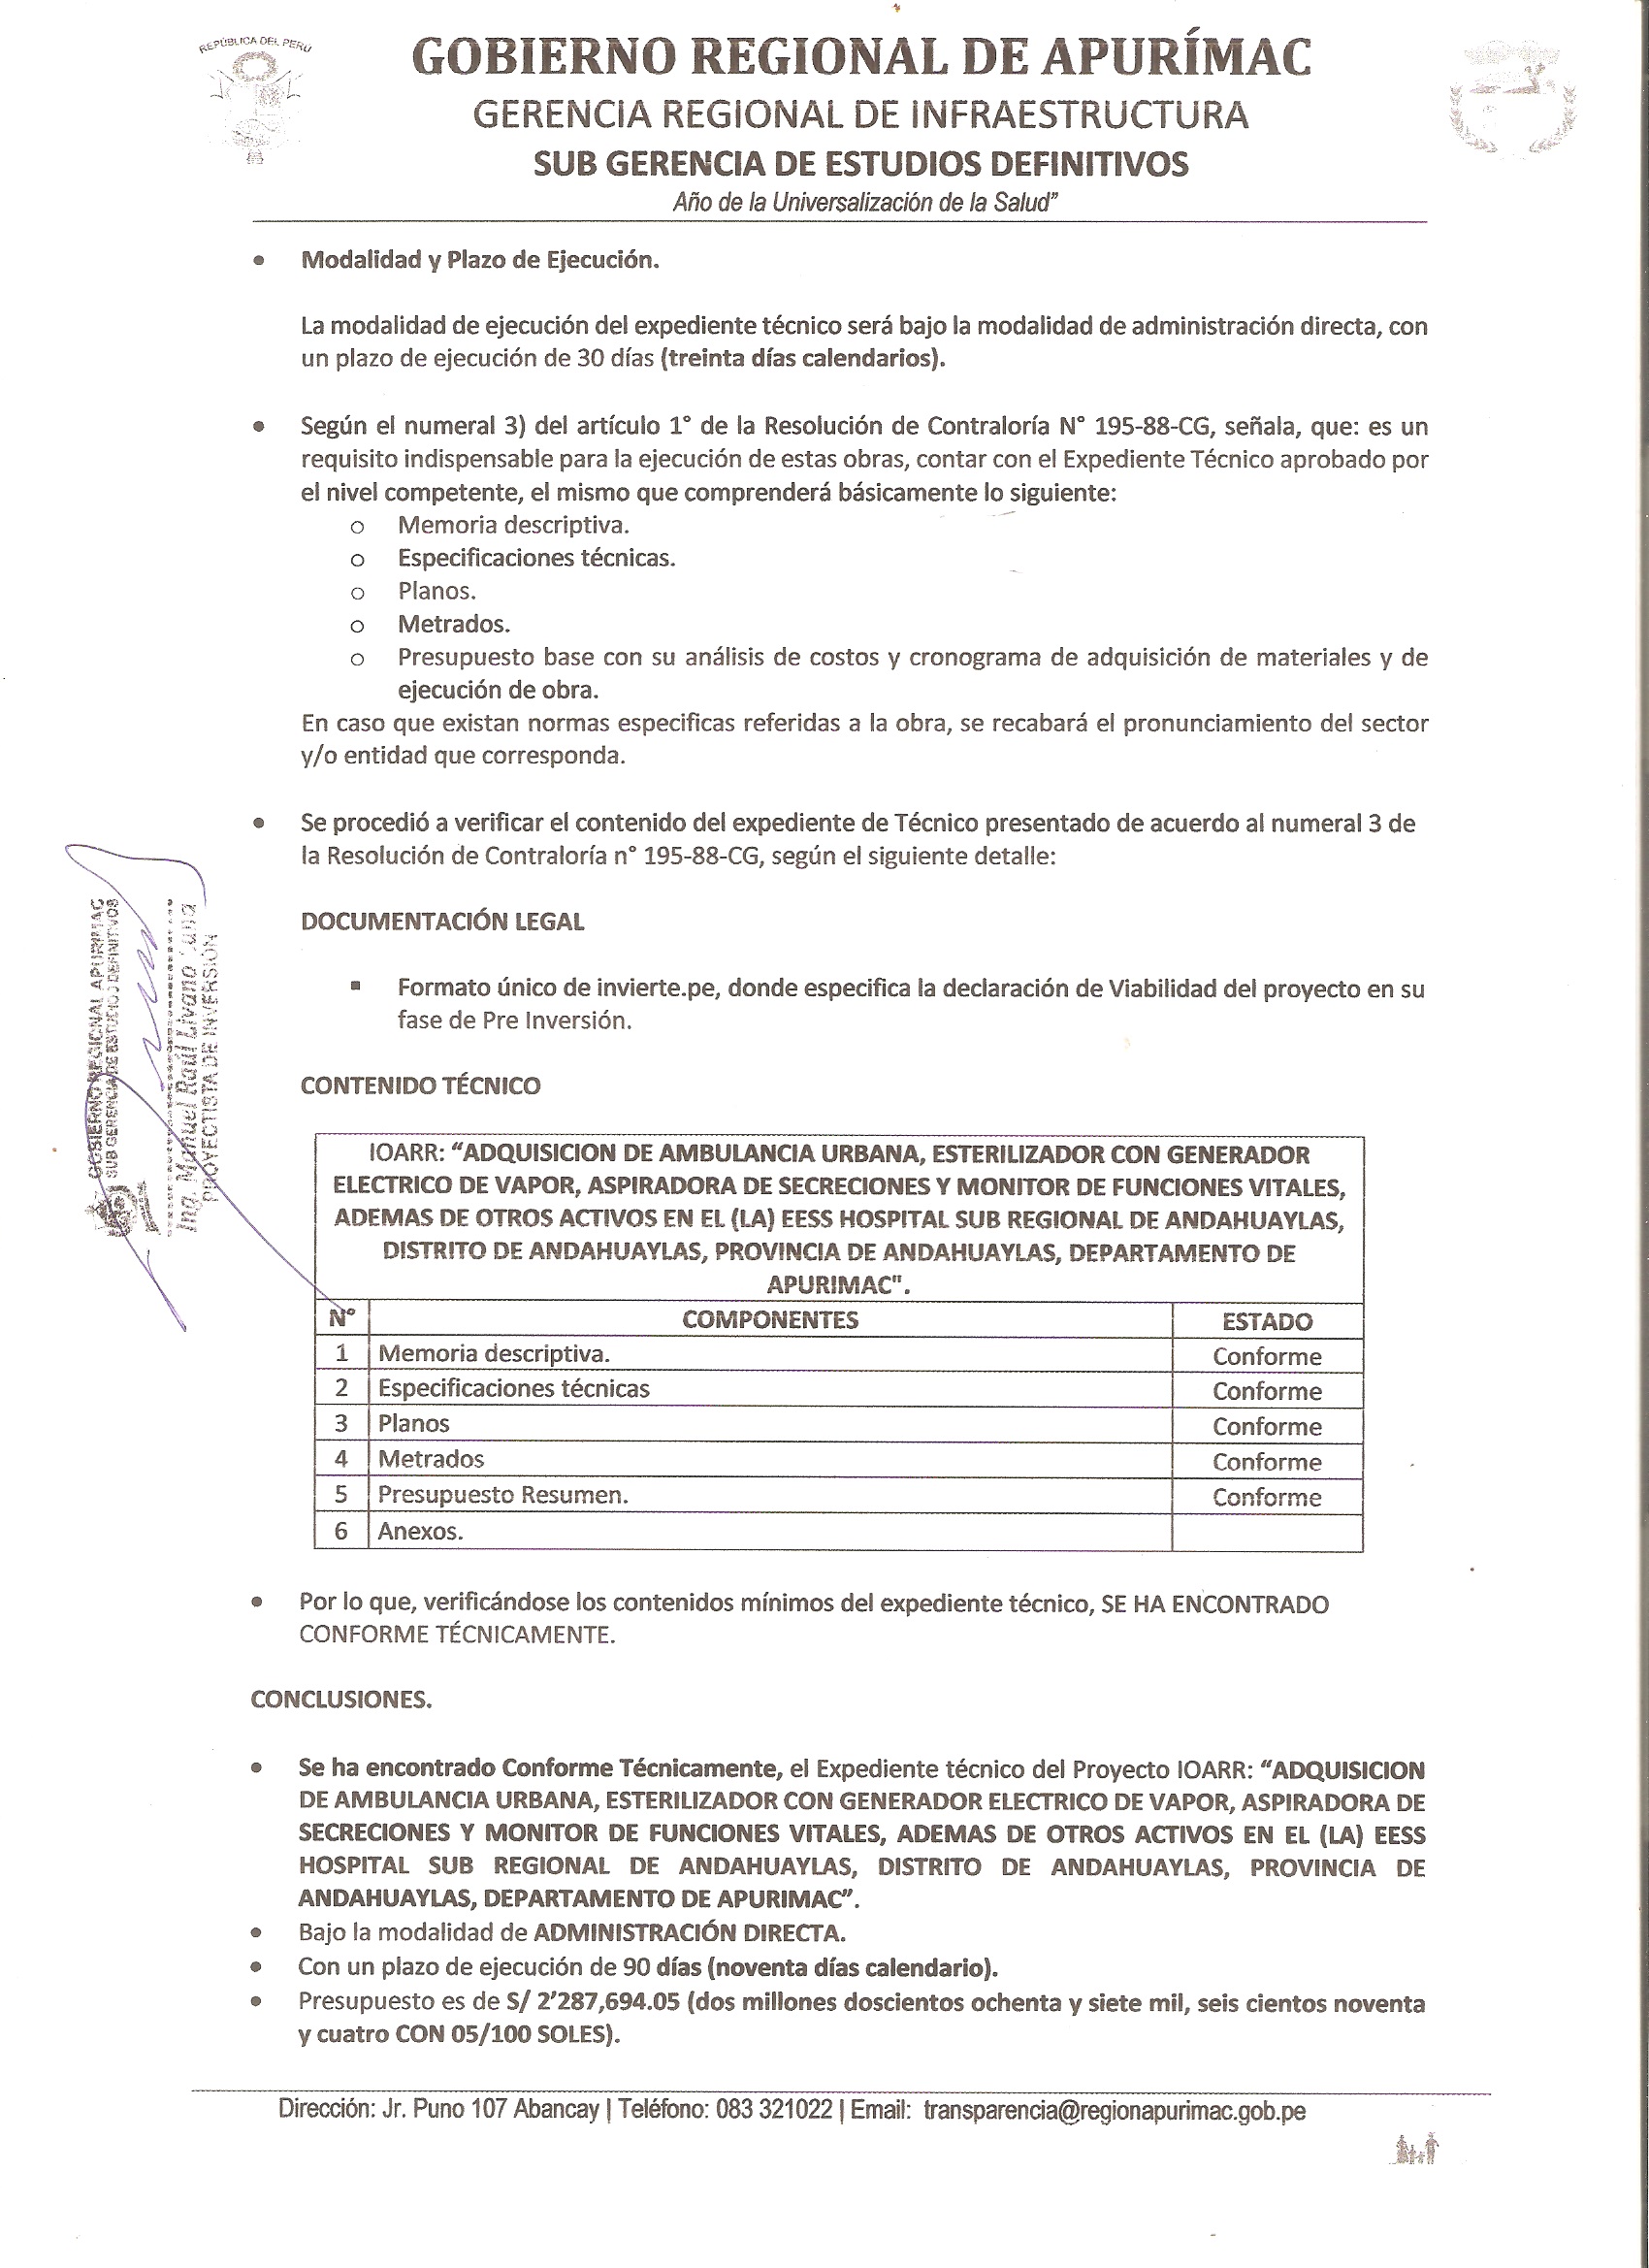 REPÚBLICA DEL PERÚ
GOBIERNO REGIONAL DE APURÍMAC
GERENCIA REGIONAL DE INFRAESTRUCTURA
SUB GERENCIA DE ESTUDIOS DEFINITIVOS
Año de la Universalización de la Salud”
• Modalidad y Plazo de Ejecución.
La modalidad de ejecución del expediente técnico será bajo la modalidad de administración directa, con
un plazo de ejecución de 30 días (treinta días calendarios).
• Según el numeral 3) del artículo 1° de la Resolución de Contraloría N° 195-88-CG, señala, que: es un
requisito indispensable para la ejecución de estas obras, contar con el Expediente Técnico aprobado por
el nivel competente, el mismo que comprenderá básicamente lo siguiente:
o Memoria descriptiva.
o Especificaciones técnicas.
o Planos.
o Metrados.
o Presupuesto base con su análisis de costos y cronograma de adquisición de materiales y de
ejecución de obra.
En caso que existan normas especificas referidas a la obra, se recabará el pronunciamiento del sector
y/o entidad que corresponda.
• Se procedió a verificar el contenido del expediente de Técnico presentado de acuerdo al numeral 3 de
la Resolución de Contraloría n° 195-88-CG, según el siguiente detalle:
DOCUMENTACIÓN LEGAL
▪ Formato único de invierte.pe, donde especifica la declaración de Viabilidad del proyecto en su
fase de Pre Inversión.
CONTENIDO TÉCNICO
GOBIERNO REGIONAL APURIMAC
SUB GERENCIA DE ESTUDIOS DEFINITIVOS
Ing. Manuel Raúl Livano
PROYECTISTA DE INVERSIÓN
IOARR: “ADQUISICION DE AMBULANCIA URBANA, ESTERILIZADOR CON GENERADOR
ELECTRICO DE VAPOR, ASPIRADORA DE SECRECIONES Y MONITOR DE FUNCIONES VITALES,
ADEMAS DE OTROS ACTIVOS EN EL (LA) EESS HOSPITAL SUB REGIONAL DE ANDAHUAYLAS,
DISTRITO DE ANDAHUAYLAS, PROVINCIA DE ANDAHUAYLAS, DEPARTAMENTO DE
APURIMAC".
N° COMPONENTES ESTADO
1 Memoria descriptiva. Conforme
2 Especificaciones técnicas Conforme
3 Planos Conforme
4 Metrados Conforme
5 Presupuesto Resumen. Conforme
6 Anexos.
• Por lo que, verificándose los contenidos mínimos del expediente técnico, SE HA ENCONTRADO
CONFORME TÉCNICAMENTE.
CONCLUSIONES.
• Se ha encontrado Conforme Técnicamente, el Expediente técnico del Proyecto IOARR: “ADQUISICION
DE AMBULANCIA URBANA, ESTERILIZADOR CON GENERADOR ELECTRICO DE VAPOR, ASPIRADORA DE
SECRECIONES Y MONITOR DE FUNCIONES VITALES, ADEMAS DE OTROS ACTIVOS EN EL (LA) EESS
HOSPITAL SUB REGIONAL DE ANDAHUAYLAS, DISTRITO DE ANDAHUAYLAS, PROVINCIA DE
ANDAHUAYLAS, DEPARTAMENTO DE APURIMAC”.
• Bajo la modalidad de ADMINISTRACIÓN DIRECTA.
• Con un plazo de ejecución de 90 días (noventa días calendario).
• Presupuesto es de S/ 2’287,694.05 (dos millones doscientos ochenta y siete mil, seis cientos noventa
y cuatro CON 05/100 SOLES).
Dirección: Jr. Puno 107 Abancay | Teléfono: 083 321022 | Email: transparencia@regionapurimac.gob.pe